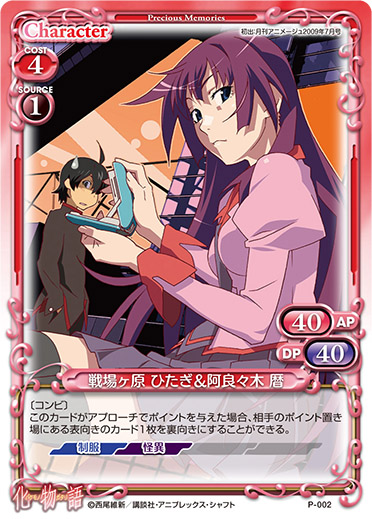 Precious Memories
Character
初出:月刊アニメージュ2009年7月号
COST
4
SOURCE
1
40 AP
DP 40
戦場ヶ原 ひたぎ&阿良々木 暦
〔コンビ〕
このカードがアプローチでポイントを与えた場合、相手のポイント置き
場にある表向きのカード1枚を裏向きにすることができる。
制服 怪異
化物語
©西尾維新/講談社・アニプレックス・シャフト
P-002